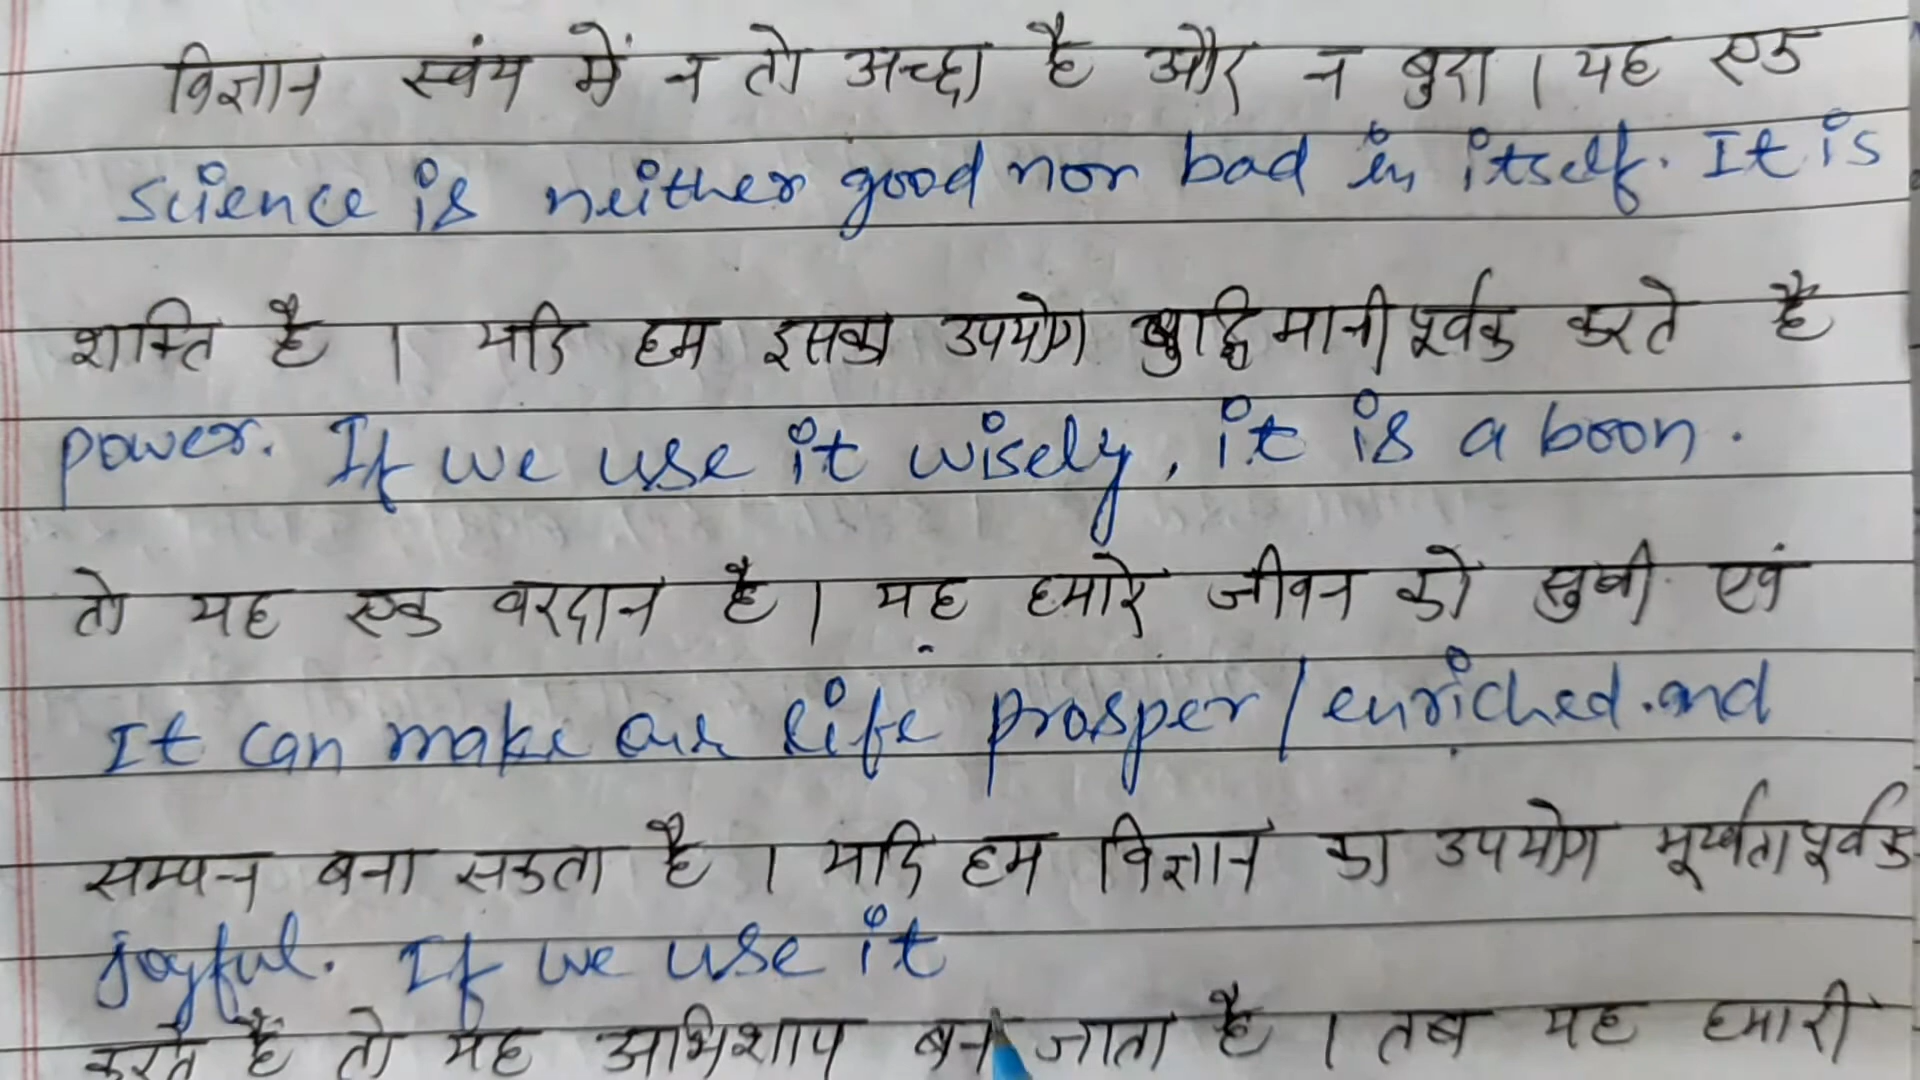 विज्ञान स्वंय में न तो अच्छा है और न बुरा । यह एक
Science is neither good nor bad in itself. It is
शक्ति है । यदि हम इसका उपयोग बुद्धिमानी पूर्वक करते है
power. If we use it wisely, it is a boon.
तो यह एक वरदान है । यह हमारे जीवन को सुखी एवं
It can make our life prosper / enriched. and
सम्पन्न बना सकता है । यदि हम विज्ञान का उपयोग मूर्खतापूर्वक
joyful. If we use it
करते हैं तो यह अभिशाप बन जाता है । तब यह हमारी